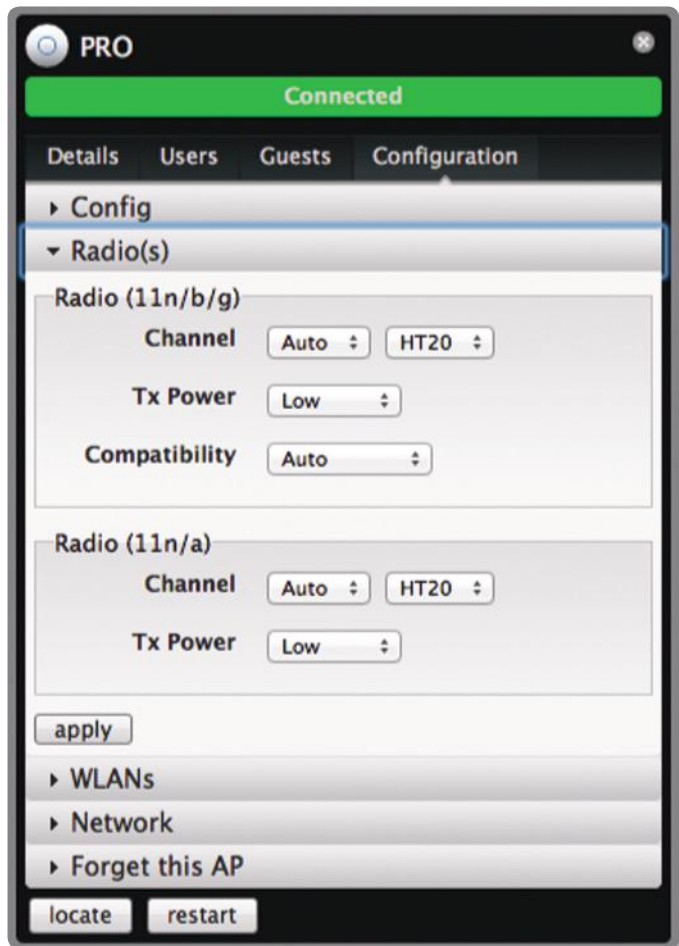 PRO
Connected
Details Users Guests Configuration
Config
Radio(s)
Radio (11n/b/g)
Channel Auto HT20
Tx Power Low
Compatibility Auto
Radio (11n/a)
Channel Auto HT20
Tx Power Low
apply
WLANs
Network
Forget this AP
locate restart